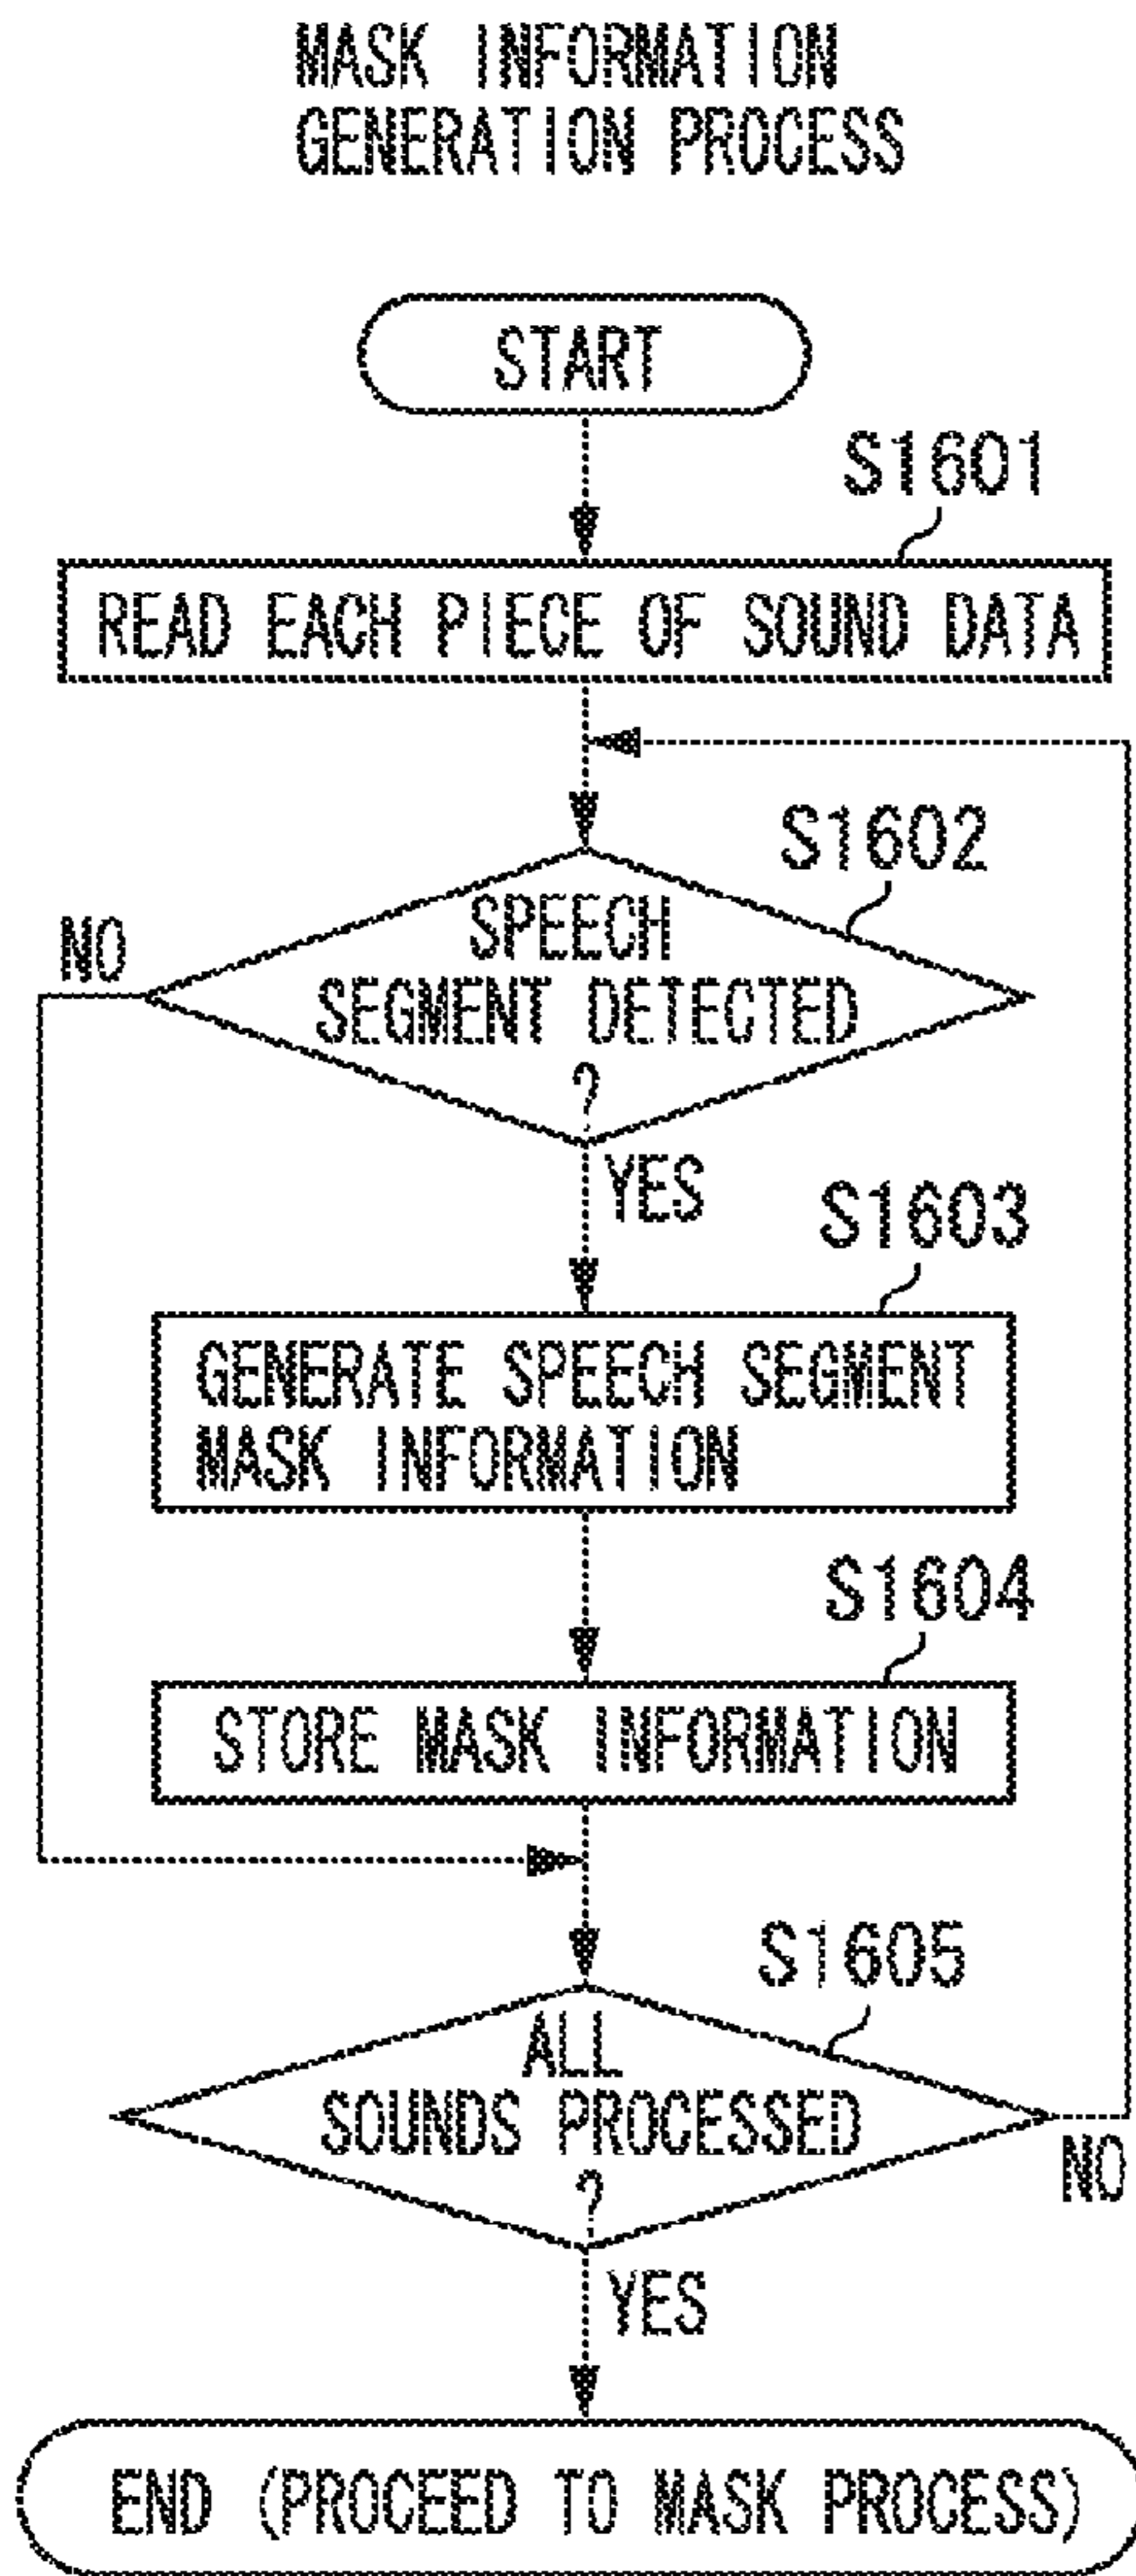 MASK INFORMATION
GENERATION PROCESS
START
S1601
READ EACH PIECE OF SOUND DATA
S1602
NO
SPEECH
SEGMENT DETECTED
?
YES
S1603
GENERATE SPEECH SEGMENT
MASK INFORMATION
S1604
STORE MASK INFORMATION
S1605
ALL
SOUNDS PROCESSED
?
NO
YES
END (PROCEED TO MASK PROCESS)